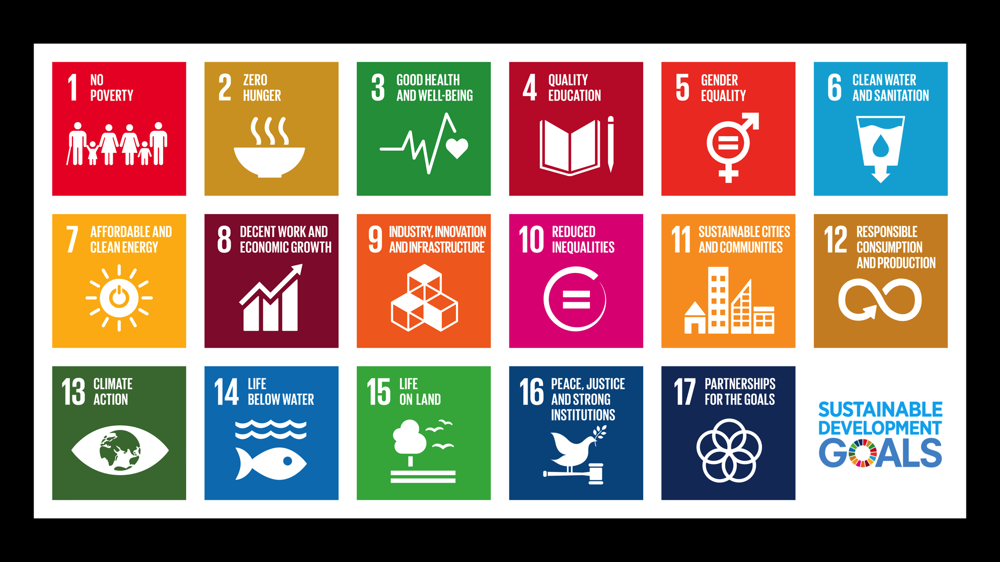 1 NO
POVERTY
2 ZERO
HUNGER
3 GOOD HEALTH
AND WELL-BEING
4 QUALITY
EDUCATION
5 GENDER
EQUALITY
6 CLEAN WATER
AND SANITATION
7 AFFORDABLE AND
CLEAN ENERGY
8 DECENT WORK AND
ECONOMIC GROWTH
9 INDUSTRY, INNOVATION
AND INFRASTRUCTURE
10 REDUCED
INEQUALITIES
11 SUSTAINABLE CITIES
AND COMMUNITIES
12 RESPONSIBLE
CONSUMPTION
AND PRODUCTION
13 CLIMATE
ACTION
14 LIFE
BELOW WATER
15 LIFE
ON LAND
16 PEACE, JUSTICE
AND STRONG
INSTITUTIONS
17 PARTNERSHIPS
FOR THE GOALS
SUSTAINABLE
DEVELOPMENT
GOALS